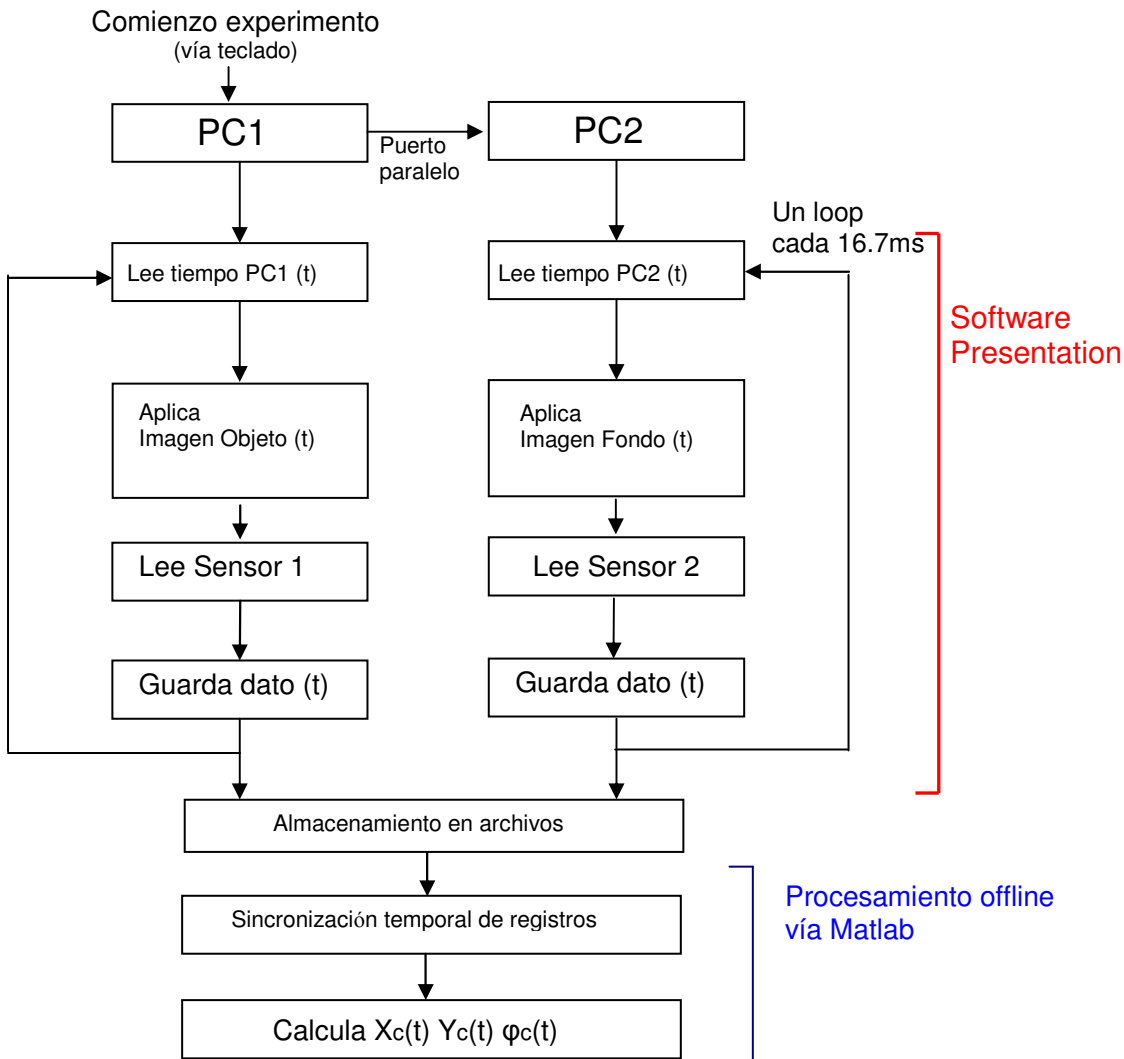 Comienzo experimento
(vía teclado)
PC1
Puerto
paralelo
PC2
Un loop
cada 16.7ms
Lee tiempo PC1 (t)
Lee tiempo PC2 (t)
Software
Presentation
Aplica
Imagen Objeto (t)
Aplica
Imagen Fondo (t)
Lee Sensor 1
Lee Sensor 2
Guarda dato (t)
Guarda dato (t)
Almacenamiento en archivos
Sincronización temporal de registros
Procesamiento offline
vía Matlab
Calcula Xc(t) Yc(t) φc(t)